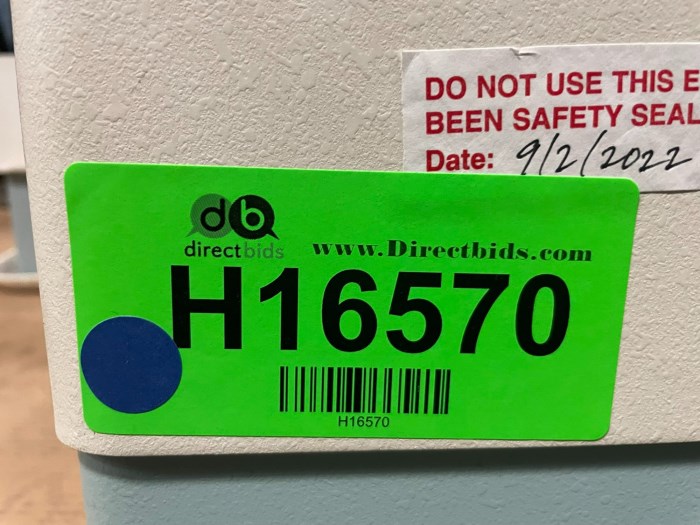 DO NOT USE THIS
BEEN SAFETY SEAL
Date: 9/2/2022
db
directbids
www.Directbids.com
H16570
H16570